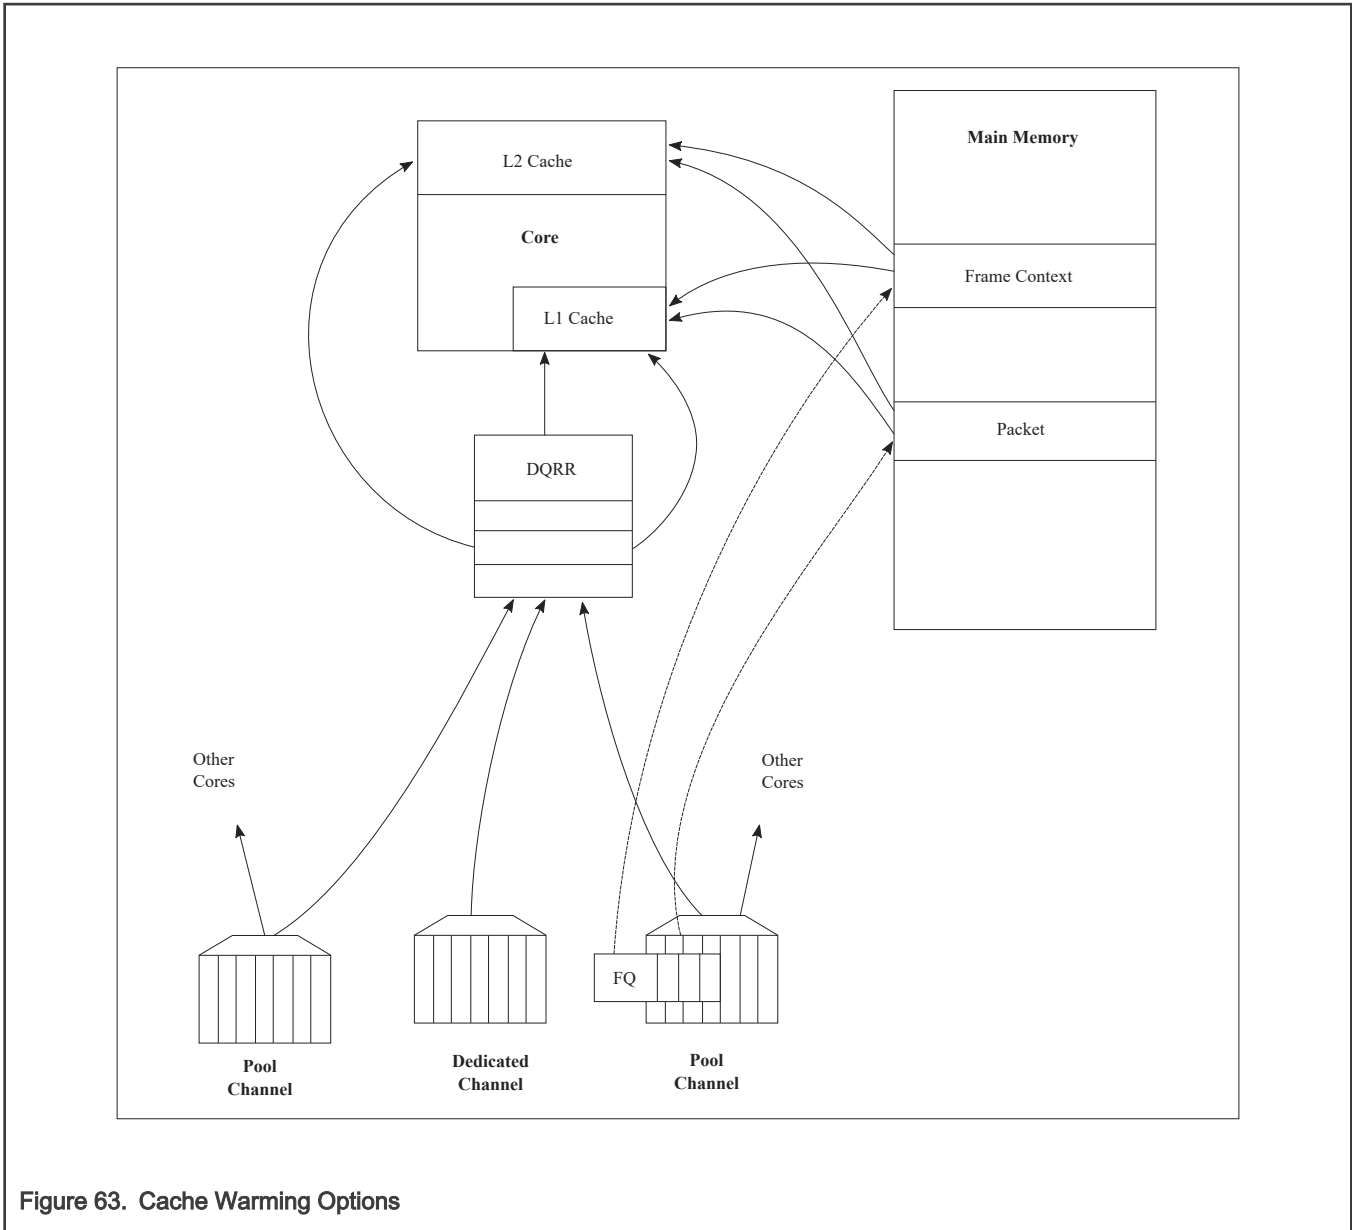 Main Memory
L2 Cache
Core
Frame Context
L1 Cache
Packet
DQRR
Other
Cores
Other
Cores
FQ
Pool
Channel
Dedicated
Channel
Pool
Channel
Figure 63. Cache Warming Options